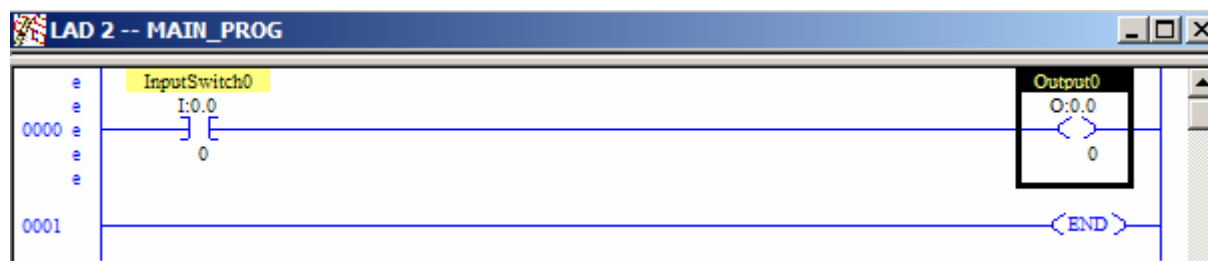 LAD 2 -- MAIN_PROG
e
InputSwitch0
Output0
e
I:0.0
O:0.0
0000 e
e
0
0
e
0001
END